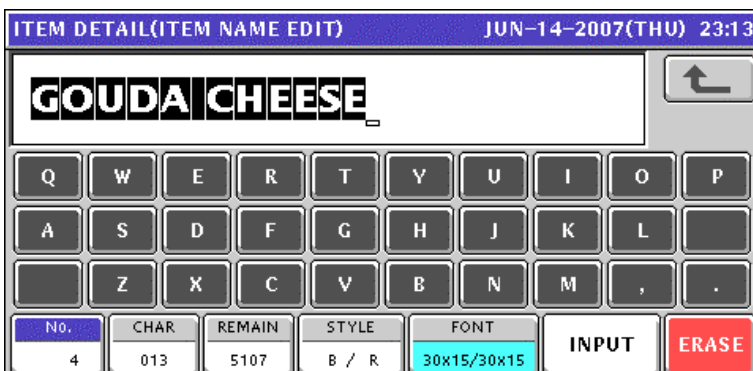 ITEM DETAIL(ITEM NAME EDIT) JUN-14-2007(THU) 23:13
GOUDA CHEESE
Q W E R T Y U I O P
A S D F G H J K L
Z X C V B N M , .
No. CHAR REMAIN STYLE FONT INPUT ERASE
4 013 5107 B / R 30x15/30x15